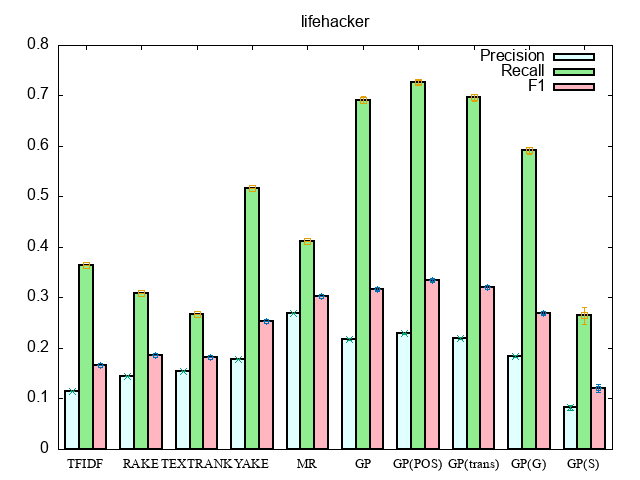 lifehacker
Precision
Recall
F1
0.8
0.7
0.6
0.5
0.4
0.3
0.2
0.1
0
TFIDF RAKE TEXTRANK YAKE MR GP GP(POS) GP(trans) GP(G) GP(S)